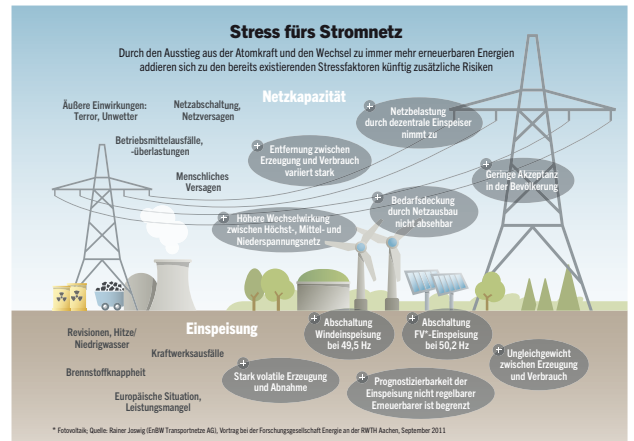 Stress fürs Stromnetz
Durch den Ausstieg aus der Atomkraft und den Wechsel zu immer mehr erneuerbaren Energien
addieren sich zu den bereits existierenden Stressfaktoren künftig zusätzliche Risiken
Netzkapazität
Äußere Einwirkungen:
Terror, Unwetter
Netzabschaltung,
Netzversagen
Betriebsmittelausfälle,
-überlastungen
Menschliches
Versagen
+ Netzbelastung
durch dezentrale Einspeiser
nimmt zu
+ Entfernung zwischen
Erzeugung und Verbrauch
variiert stark
+ Geringe Akzeptanz
in der Bevölkerung
+ Bedarfsdeckung
durch Netzausbau
nicht absehbar
+ Höhere Wechselwirkung
zwischen Höchst-, Mittel- und
Niederspannungsnetz
Einspeisung
Revisionen, Hitze/
Niedrigwasser
Kraftwerksausfälle
Brennstoffknappheit
Europäische Situation,
Leistungsmangel
+ Abschaltung
Windeinspeisung
bei 49,5 Hz
+ Abschaltung
FV*-Einspeisung
bei 50,2 Hz
+ Ungleichgewicht
zwischen Erzeugung
und Verbrauch
+ Stark volatile Erzeugung
und Abnahme
+ Prognostizierbarkeit der
Einspeisung nicht regelbarer
Erneuerbarer ist begrenzt
* Fotovoltaik; Quelle: Rainer Joswig (EnBW Transportnetze AG), Vortrag bei der Forschungsgesellschaft Energie an der RWTH Aachen, September 2011